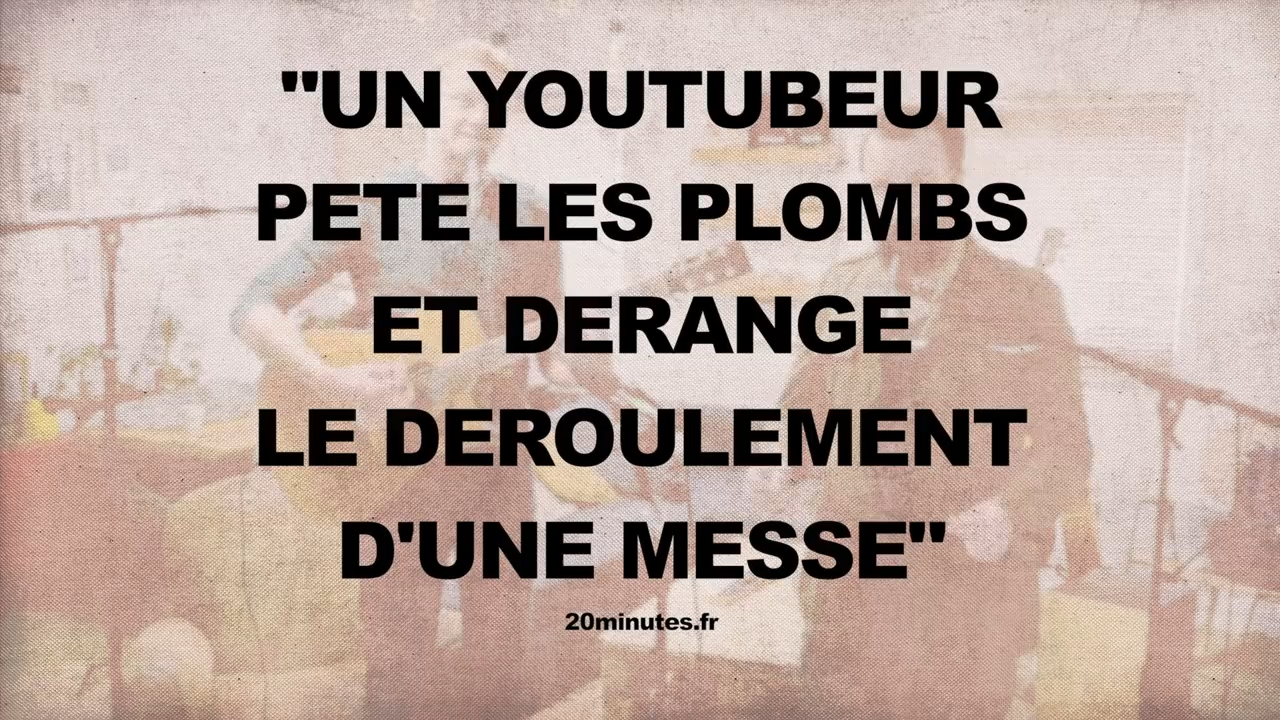 "UN YOUTUBEUR
PETE LES PLOMBS
ET DERANGE
LE DEROULEMENT
D'UNE MESSE"
20minutes.fr